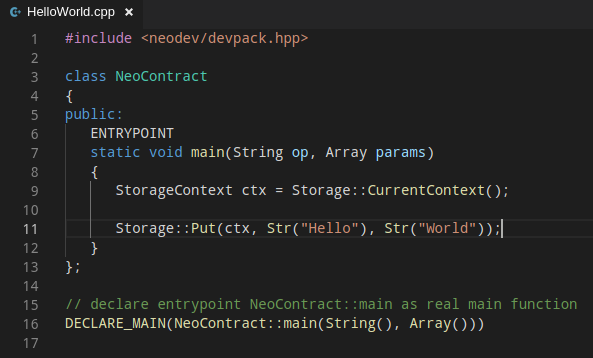 HelloWorld.cpp ×
1 #include <neodev/devpack.hpp>
2
3 class NeoContract
4 {
5 public:
6 ENTRYPOINT
7 static void main(String op, Array params)
8 {
9 StorageContext ctx = Storage::CurrentContext();
10
11 Storage::Put(ctx, Str("Hello"), Str("World"));
12 }
13 };
14
15 // declare entrypoint NeoContract::main as real main function
16 DECLARE_MAIN(NeoContract::main(String(), Array()))
17